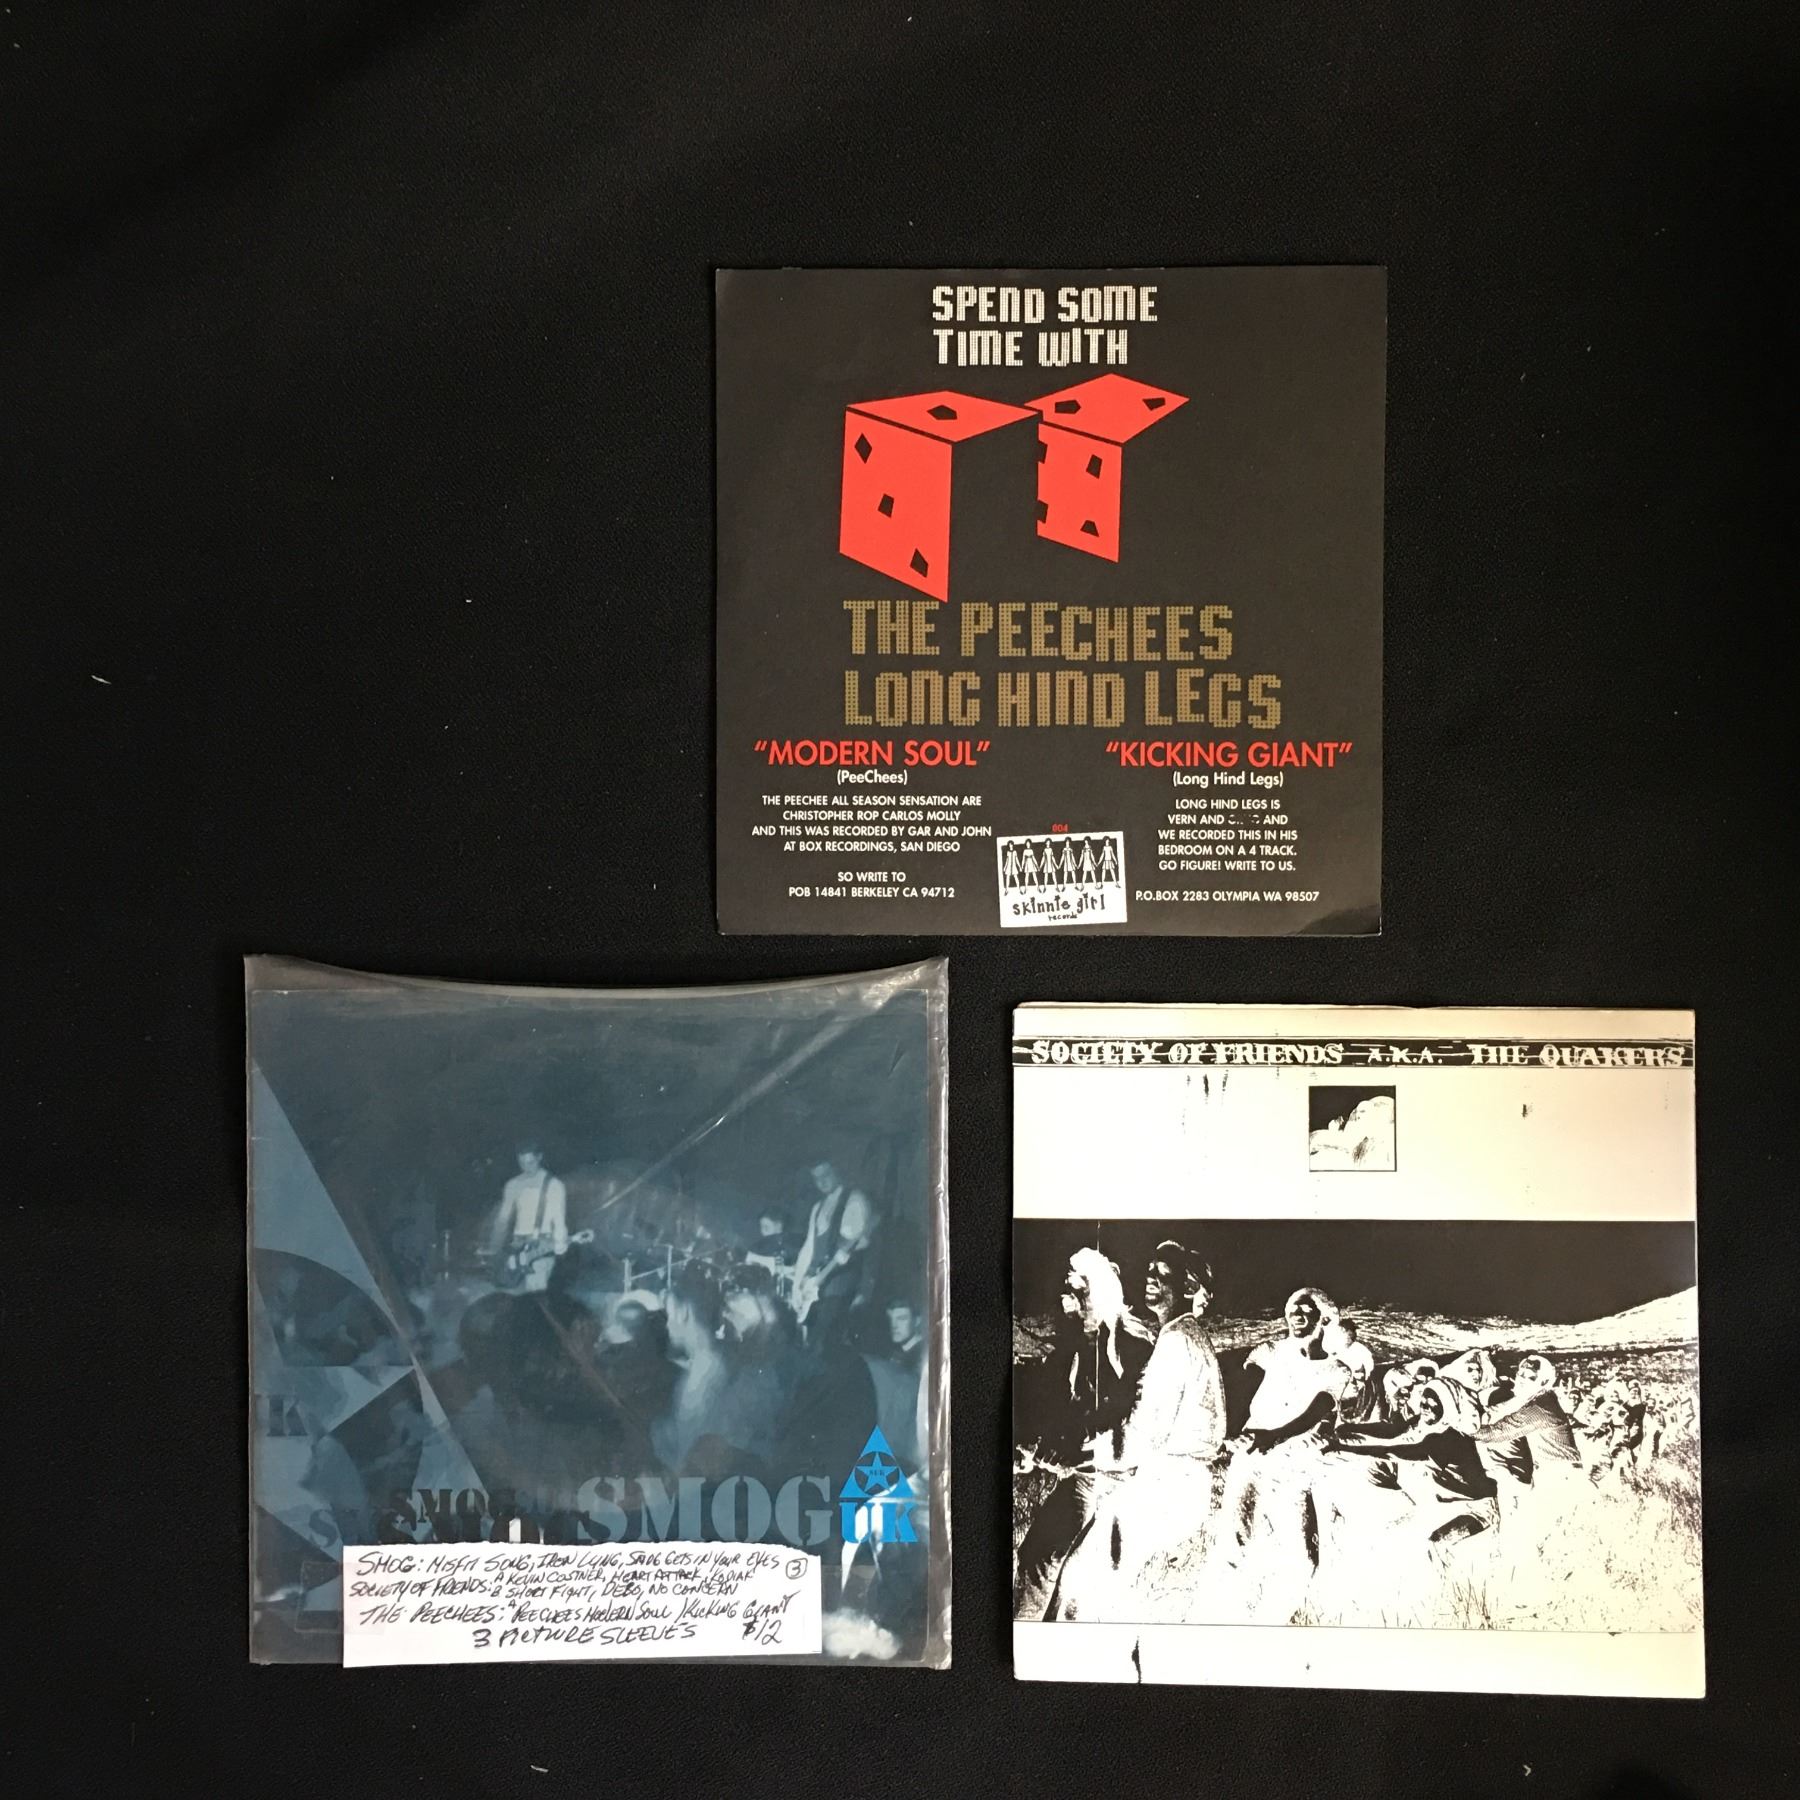 SPEND SOME
TIME WITH
THE PEECHEES
LONG HIND LEGS
"MODERN SOUL"
(PeeChees)
THE PEECHEE ALL SEASON SENSATION ARE
CHRISTOPHER ROP CARLOS MOLLY
AND THIS WAS RECORDED BY GAR AND JOHN
AT BOX RECORDINGS, SAN DIEGO
SO WRITE TO
POB 14841 BERKELEY CA 94712
"KICKING GIANT"
(Long Hind Legs)
LONG HIND LEGS IS
VERN AND AND
WE RECORDED THIS IN HIS
BEDROOM ON A 4 TRACK.
GO FIGURE! WRITE TO US.
P.O.BOX 2283 OLYMPIA WA 98507
004
skinnie girl
records
K
SMOG
SMOG
UK
SMOG: MISFIT SONG, IRON LUNG, SMOG GETS IN YOUR EYES 3
SOCIETY OF FRIENDS: A KEVIN COSTNER, HEART ATTACK, KODIAK
B SHORT FIGHT, DEBO, NO CONCERN
THE PEECHEES: A PEECHEES MODERN SOUL / KICKING GIANT
3 PICTURE SLEEVES $12
SOCIETY OF FRIENDS A.K.A. THE QUAKERS